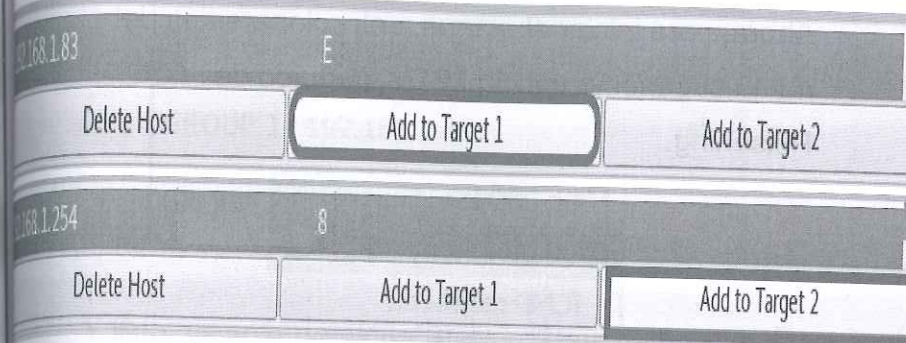 92.168.1.83 E
Delete Host Add to Target 1 Add to Target 2
.168.1.254 8
Delete Host Add to Target 1 Add to Target 2